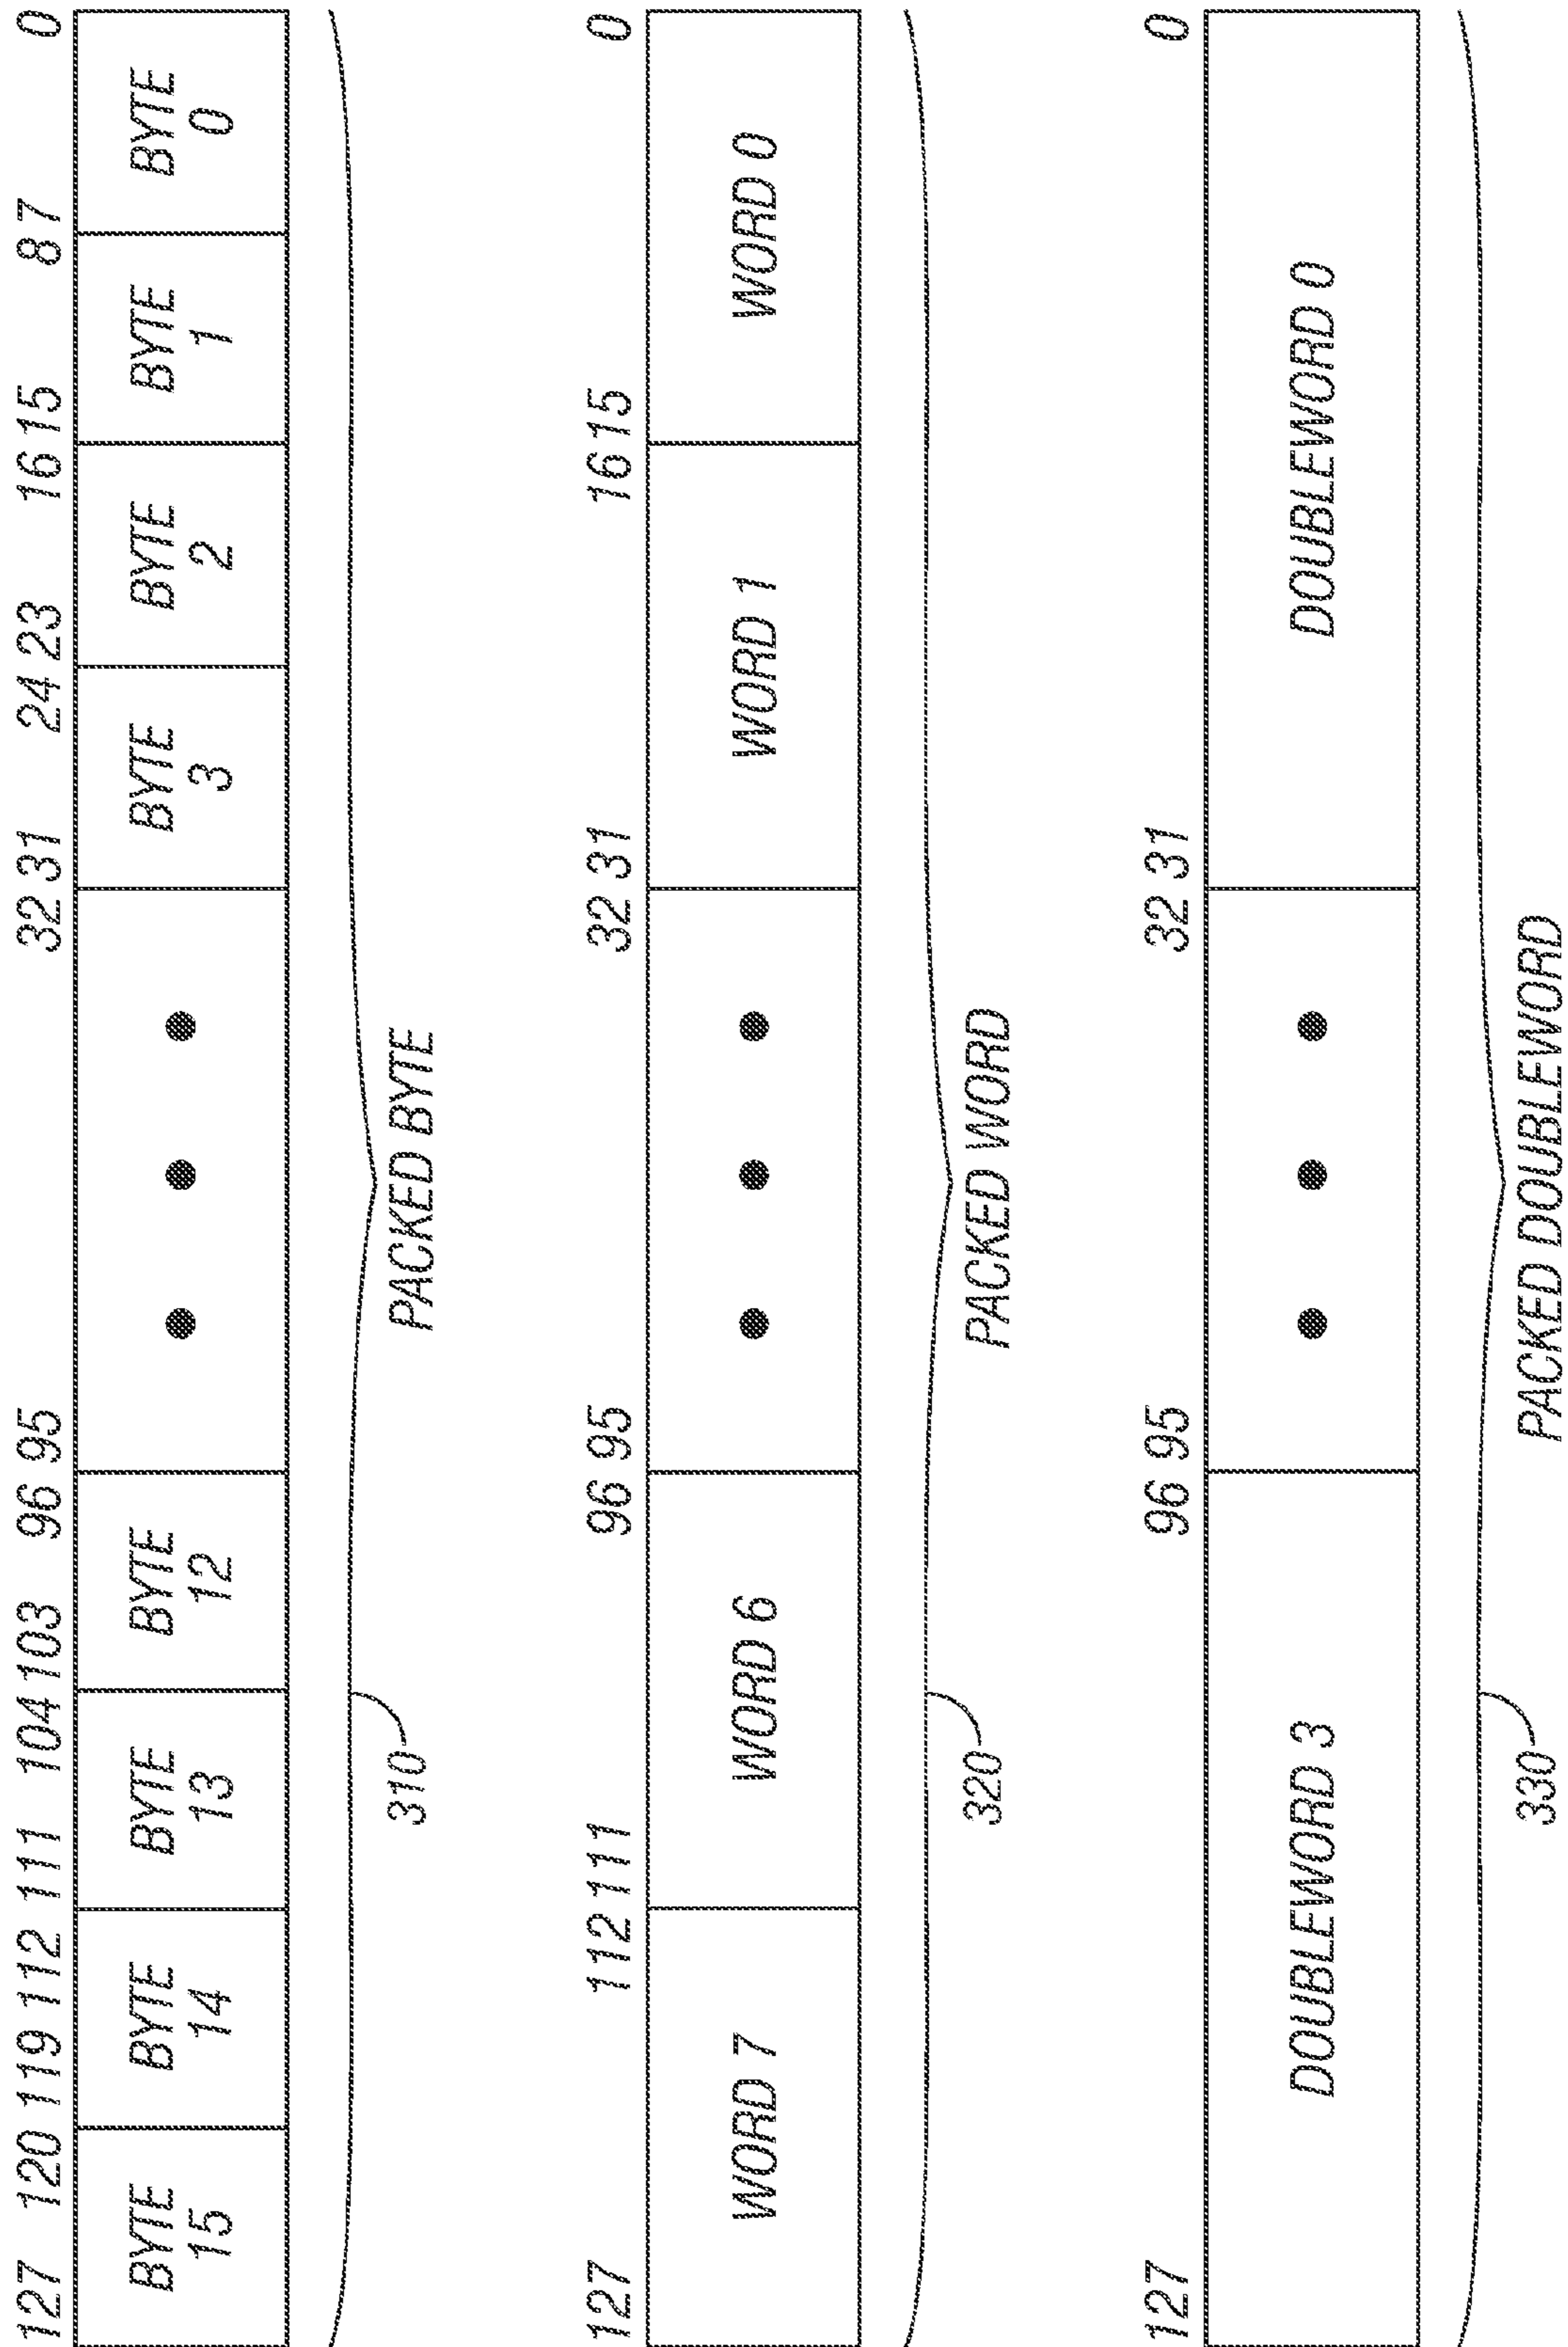 127 120 119 112 111 104 103 96 95 32 31 24 23 16 15 8 7 0
BYTE 15
BYTE 14
BYTE 13
BYTE 12
BYTE 3
BYTE 2
BYTE 1
BYTE 0
310
PACKED BYTE
127 112 111 96 95 32 31 16 15 0
WORD 7 WORD 6 WORD 1 WORD 0
320
PACKED WORD
127 96 95 32 31 0
DOUBLEWORD 3 DOUBLEWORD 0
330
PACKED DOUBLEWORD